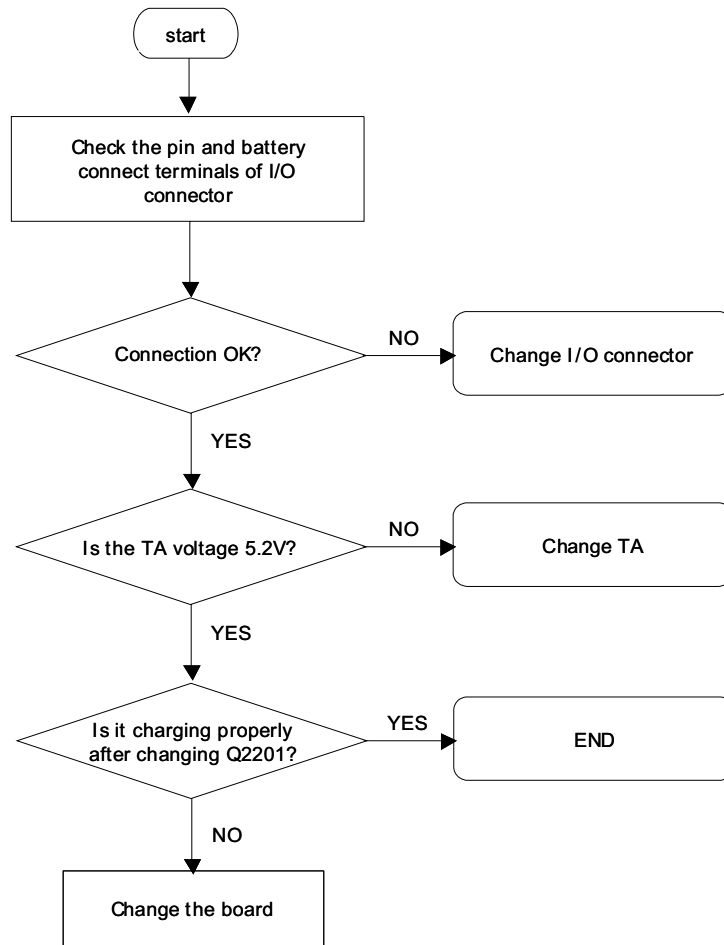 start
Check the pin and battery
connect terminals of I/O
connector
Connection OK?
NO
Change I/O connector
YES
Is the TA voltage 5.2V?
NO
Change TA
YES
Is it charging properly
after changing Q2201?
YES
END
NO
Change the board